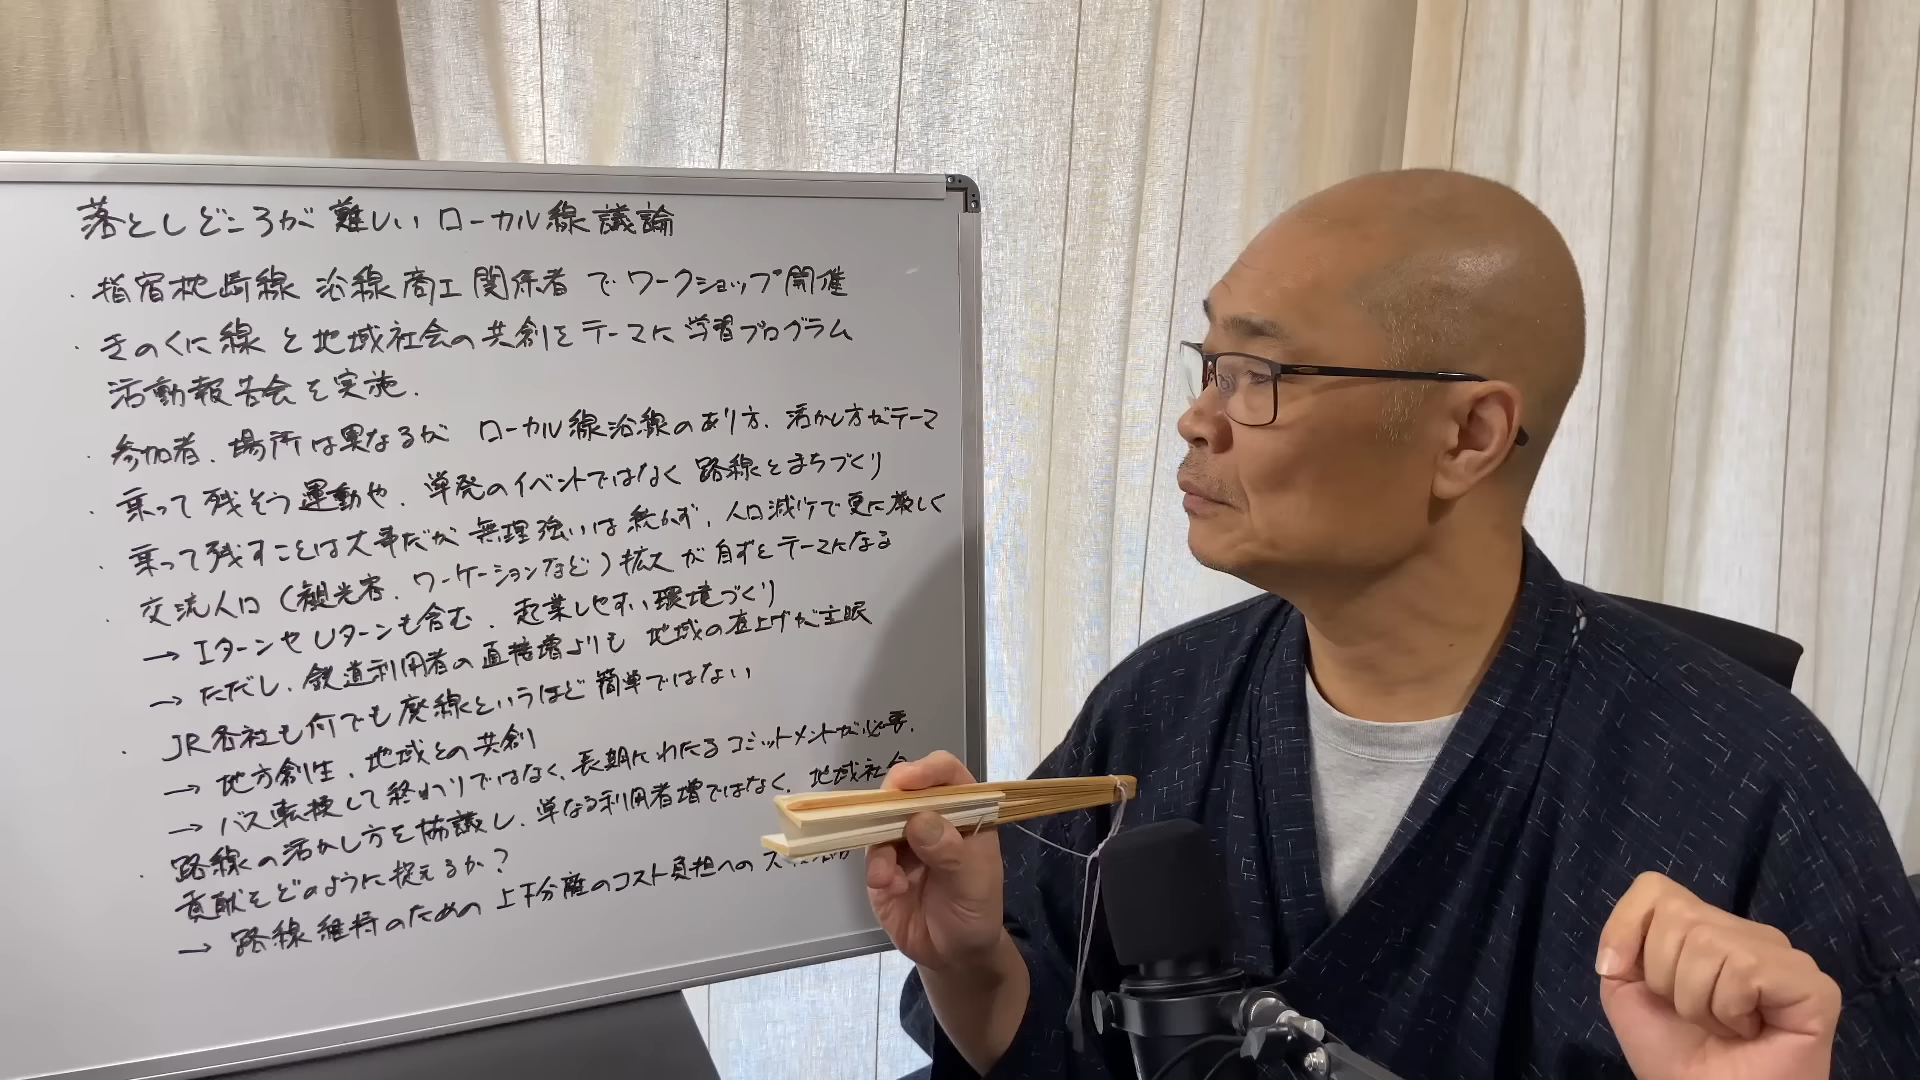 落としどころが難しいローカル線議論
・指宿枕崎線 沿線商工関係者でワークショップ開催
・きのくに線と地域社会の共創をテーマに学習プログラム
活動報告会を実施.
・参加者、場所は異なるが ローカル線沿線のあり方、活かし方がテーマ
・乗って残そう運動や、単発のイベントではなく 路線とまちづくり
・乗って残すことは大事だが 無理強いは続かず、人口減少で更に厳しく
・交流人口(観光客、ワーケーションなど)拡大が自ずとテーマになる
→ IターンやUターンも含む、起業しやすい環境づくり
→ ただし、鉄道利用者の直接増よりも 地域の底上げが主眼
・JR各社も何でも廃線というほど簡単ではない
→ 地方創生、地域との共創
→ バス転換して終わりではなく、長期にわたるコミットメントが必要.
・路線の活かし方を協議し、単なる利用者増ではなく、地域社会
貢献をどのように捉えるか?
→ 路線維持のための 上下分離のコスト負担への